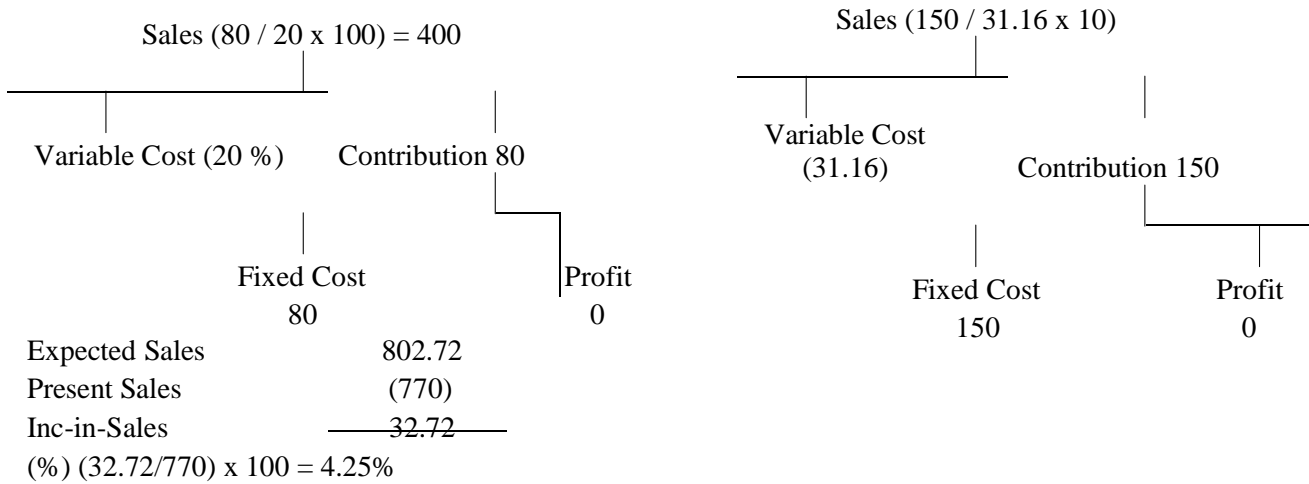 Sales (80 / 20 x 100) = 400
Variable Cost (20 %) Contribution 80
Fixed Cost Profit
80 0
Sales (150 / 31.16 x 10)
Variable Cost
(31.16) Contribution 150
Fixed Cost Profit
150 0
Expected Sales 802.72
Present Sales (770)
Inc-in-Sales 32.72
(%) (32.72/770) x 100 = 4.25%